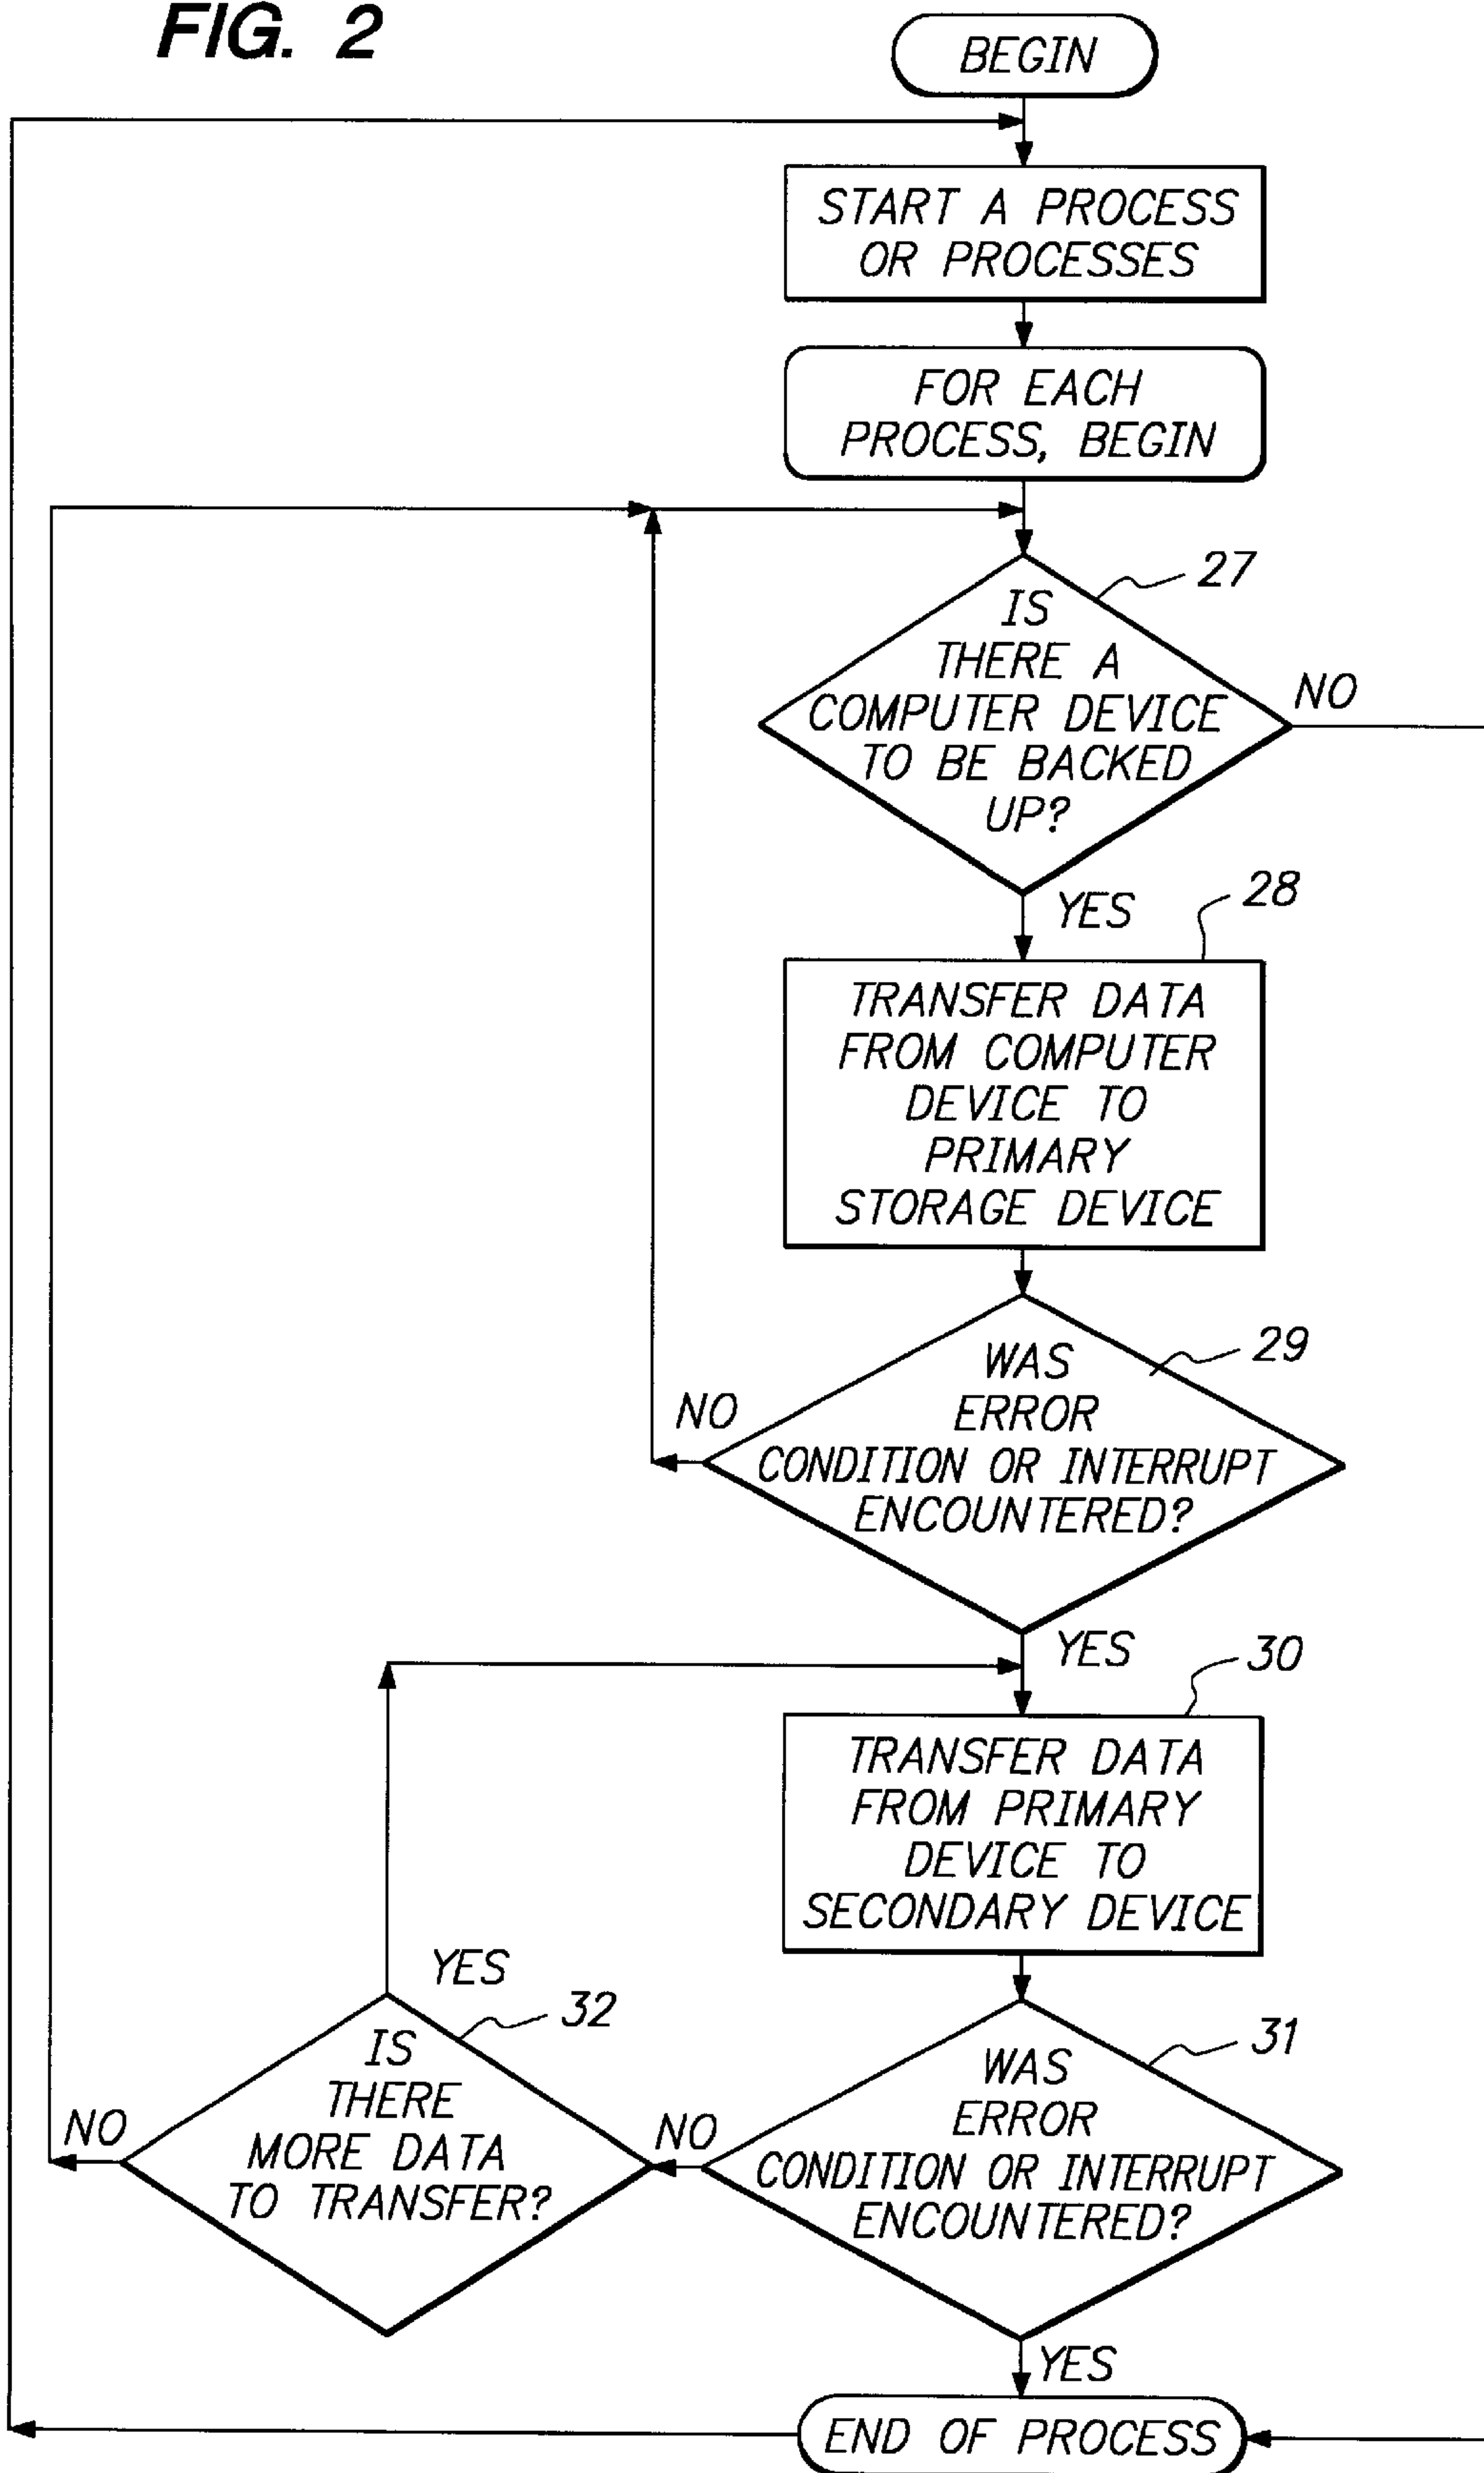 FIG. 2
BEGIN
START A PROCESS
OR PROCESSES
FOR EACH
PROCESS, BEGIN
27
IS
THERE A
COMPUTER DEVICE
TO BE BACKED
UP?
NO
YES
28
TRANSFER DATA
FROM COMPUTER
DEVICE TO
PRIMARY
STORAGE DEVICE
29
WAS
ERROR
CONDITION OR INTERRUPT
ENCOUNTERED?
NO
YES
30
TRANSFER DATA
FROM PRIMARY
DEVICE TO
SECONDARY DEVICE
31
WAS
ERROR
CONDITION OR INTERRUPT
ENCOUNTERED?
NO
YES
32
IS
THERE
MORE DATA
TO TRANSFER?
YES
NO
END OF PROCESS